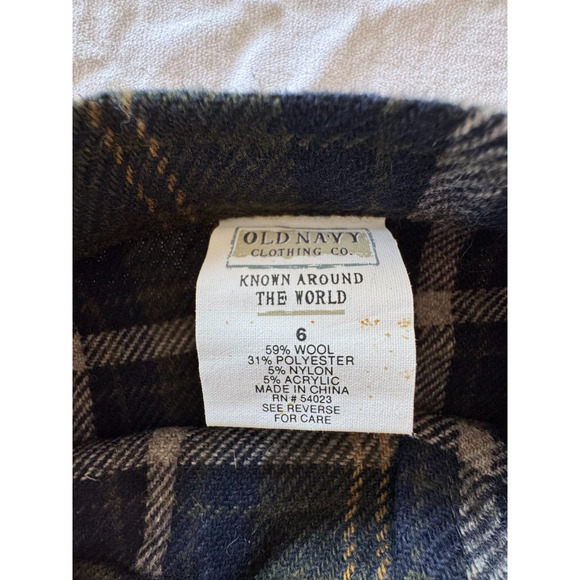 OLD NAVY
CLOTHING CO.
KNOWN AROUND
THE WORLD
6
59% WOOL
31% POLYESTER
5% NYLON
5% ACRYLIC
MADE IN CHINA
RN # 54023
SEE REVERSE
FOR CARE